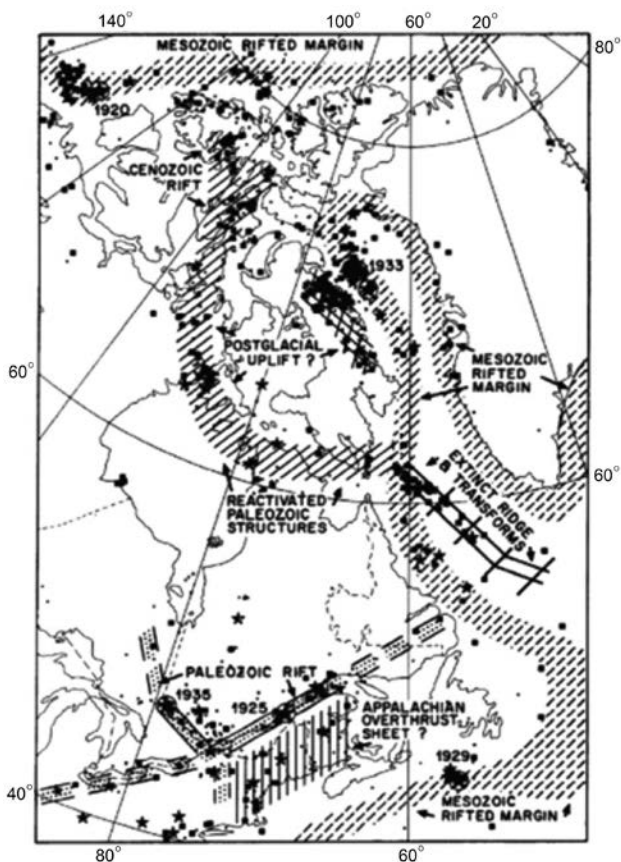 140°
100°
60°
20°
MESOZOIC RIFTED MARGIN
80°
1920
CENOZOIC
RIFT
1933
POSTGLACIAL
UPLIFT ?
MESOZOIC
RIFTED
MARGIN
60°
60°
EXTINCT RIDGE
& TRANSFORMS
REACTIVATED
PALEOZOIC
STRUCTURES
PALEOZOIC RIFT
1935
1925
APPALACHIAN
OVERTHRUST
SHEET ?
1929
40°
MESOZOIC
RIFTED MARGIN
80°
60°